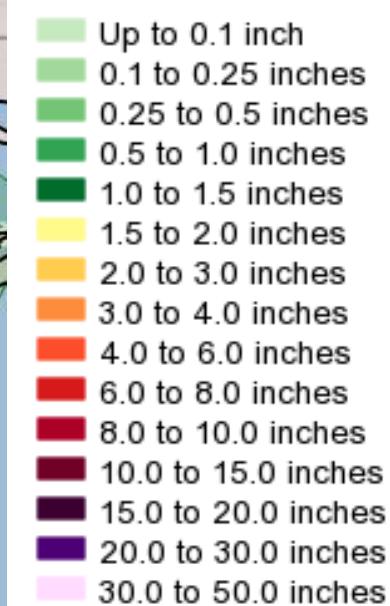 Up to 0.1 inch
0.1 to 0.25 inches
0.25 to 0.5 inches
0.5 to 1.0 inches
1.0 to 1.5 inches
1.5 to 2.0 inches
2.0 to 3.0 inches
3.0 to 4.0 inches
4.0 to 6.0 inches
6.0 to 8.0 inches
8.0 to 10.0 inches
10.0 to 15.0 inches
15.0 to 20.0 inches
20.0 to 30.0 inches
30.0 to 50.0 inches